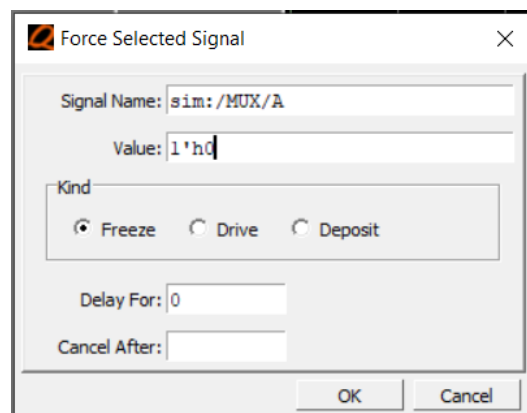 Force Selected Signal
Signal Name: sim:/MUX/A
Value: 1'h0
Kind
Freeze Drive Deposit
Delay For: 0
Cancel After:
OK Cancel